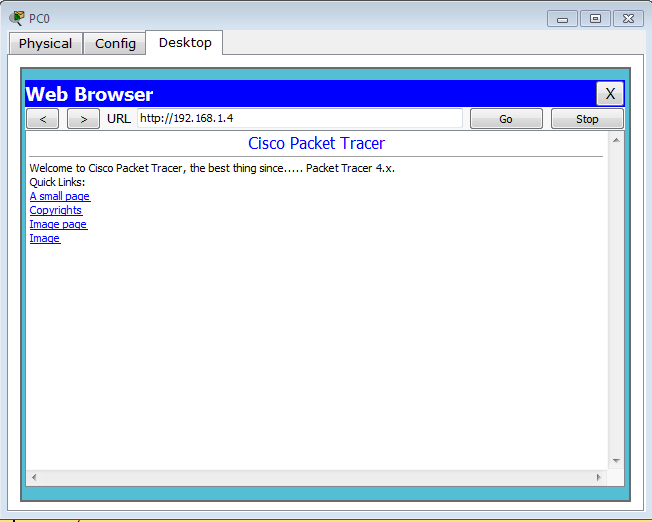 PC0
Physical Config Desktop
Web Browser X
< > URL http://192.168.1.4 Go Stop
Cisco Packet Tracer
Welcome to Cisco Packet Tracer, the best thing since..... Packet Tracer 4.x.
Quick Links:
A small page
Copyrights
Image page
Image